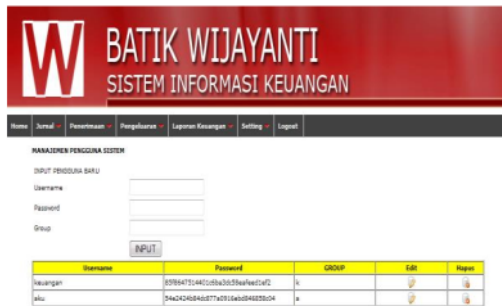 W BATIK WIJAYANTI
SISTEM INFORMASI KEUANGAN
Home Jurnal Penerimaan Pengeluaran Laporan Keuangan Setting Logout
MANAJEMEN PENGGUNA SISTEM
INPUT PENGGUNA BARU
Username
Password
Group
INPUT
Username Password GROUP Edit Hapus
keuangan k
aku a